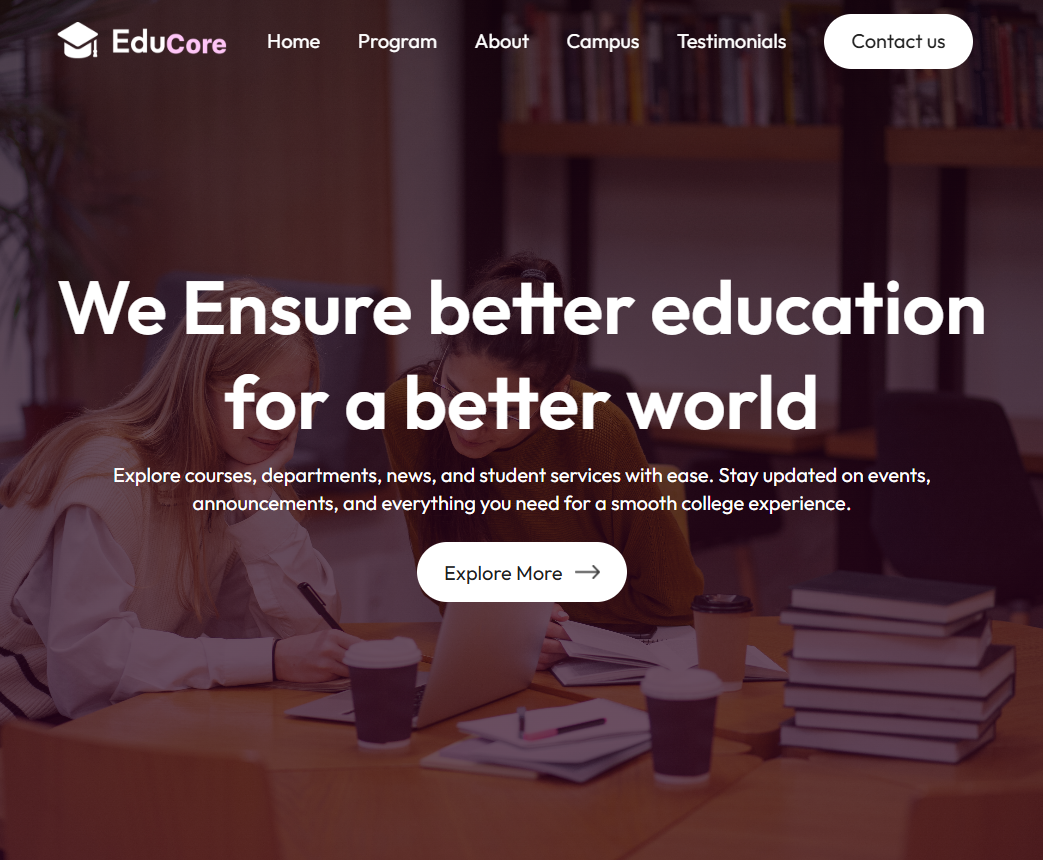 EduCore Home Program About Campus Testimonials Contact us
We Ensure better education
for a better world
Explore courses, departments, news, and student services with ease. Stay updated on events,
announcements, and everything you need for a smooth college experience.
Explore More